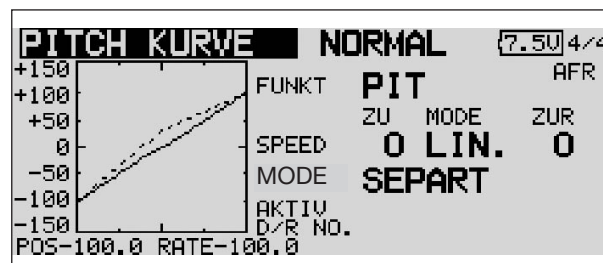 PITCH KURVE NORMAL 7.5V 4/4
+150
+100
+50
0
-50
-100
-150
AFR
FUNKT PIT
ZU MODE ZUR
SPEED 0 LIN. 0
MODE SEPART
AKTIV
D/R NO.
POS-100.0 RATE-100.0